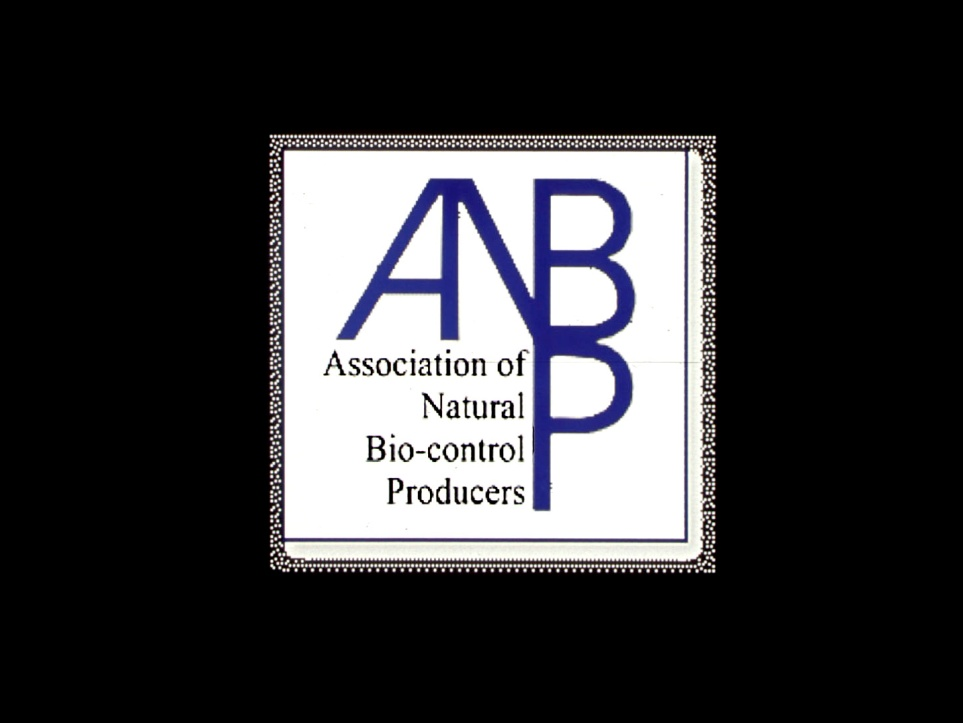 ANBP
Association of
Natural
Bio-control
Producers